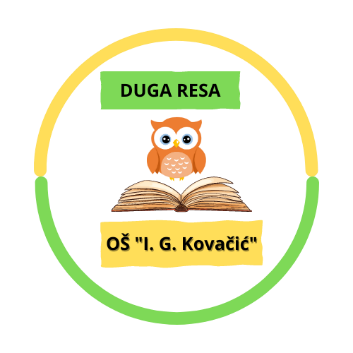 DUGA RESA
OŠ "I. G. Kovačić"